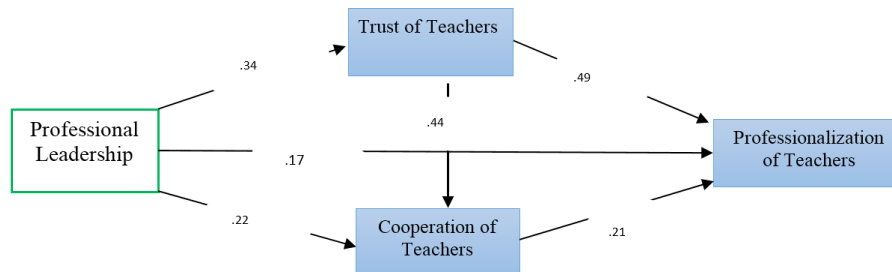 Trust of Teachers
.34
.49
.44
Professional
Leadership
.17
Professionalization
of Teachers
.22
Cooperation of
Teachers
.21